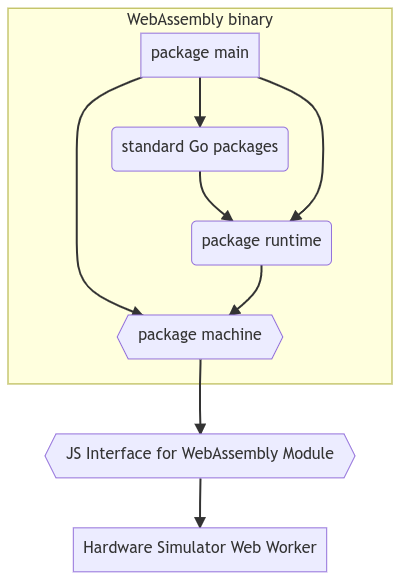 WebAssembly binary
package main
standard Go packages
package runtime
package machine
JS Interface for WebAssembly Module
Hardware Simulator Web Worker